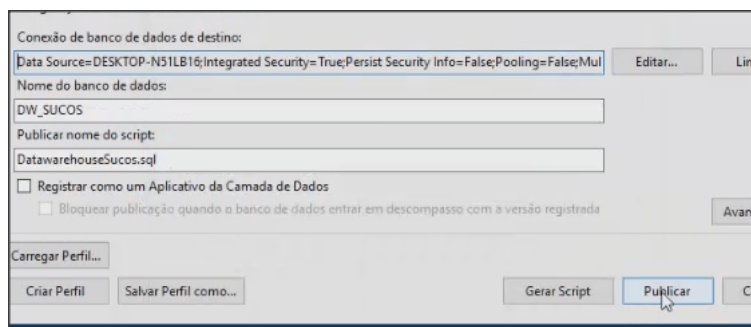 Conexão de banco de dados de destino:
Data Source=DESKTOP-N51LB16;Integrated Security=True;Persist Security Info=False;Pooling=False;Mul
Editar...
Nome do banco de dados:
DW_SUCOS
Publicar nome do script:
DatawarehouseSucos.sql
Registrar como um Aplicativo da Camada de Dados
Bloquear publicação quando o banco de dados entrar em descompasso com a versão registrada
Avan
Carregar Perfil...
Criar Perfil Salvar Perfil como... Gerar Script Publicar C